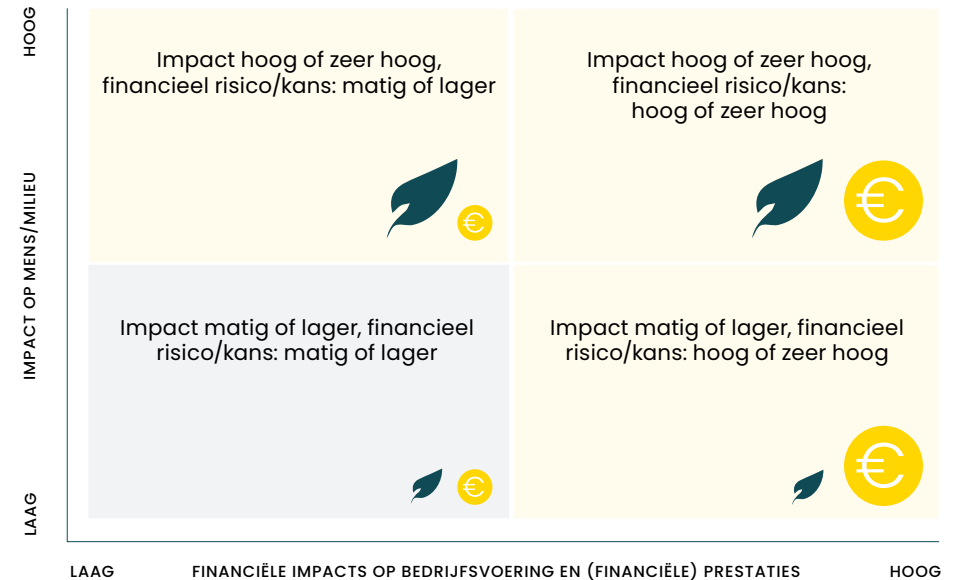 HOOG
IMPACT OP MENS/MILIEU
LAAG
Impact hoog of zeer hoog,
financieel risico/kans: matig of lager
€
Impact hoog of zeer hoog,
financieel risico/kans:
hoog of zeer hoog
€
Impact matig of lager, financieel
risico/kans: matig of lager
€
Impact matig of lager, financieel
risico/kans: hoog of zeer hoog
€
LAAG
FINANCIËLE IMPACTS OP BEDRIJFSVOERING EN (FINANCIËLE) PRESTATIES
HOOG